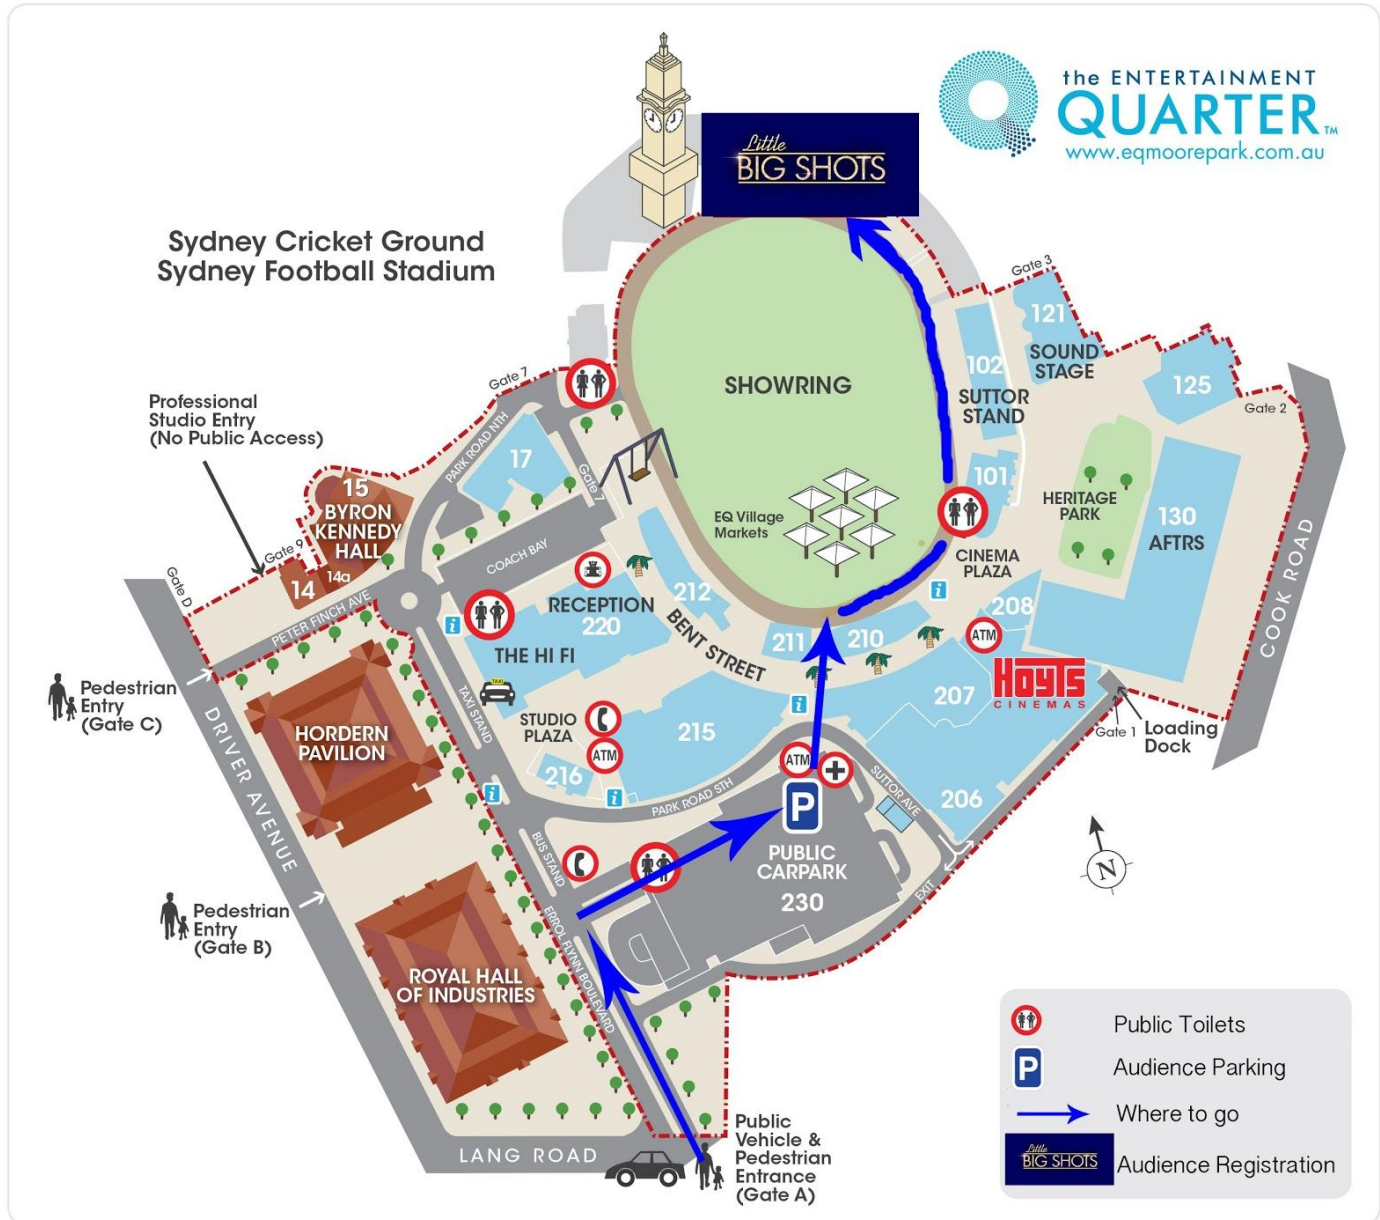 the ENTERTAINMENT
QUARTER TM
www.eqmoorepark.com.au
Little
BIG SHOTS
Sydney Cricket Ground
Sydney Football Stadium
Gate 3
121
SOUND
STAGE
102
SUTTOR
STAND
125
Gate 2
SHOWRING
Gate 7
Professional
Studio Entry
(No Public Access)
PARK ROAD NTH
17
Gate 7
101
HERITAGE
PARK
130
AFTRS
EQ Village
Markets
15
BYRON
KENNEDY
HALL
Gate 9
14a
14
Gate D
PETER FINCH AVE
COACH BAY
CINEMA
PLAZA
COOK ROAD
RECEPTION
220
212
BENT STREET
211
210
208
ATM
THE HI FI
i
i
HOYTS
CINEMAS
207
Pedestrian
Entry
(Gate C)
TAXI
TAXI STAND
DRIVER AVENUE
HORDERN
PAVILION
STUDIO
PLAZA
ATM
215
i
Gate 1
Loading
Dock
216
i
i
PARK ROAD STH
ATM
P
SUTTOR AVE
206
BUS STAND
PUBLIC
CARPARK
230
EXIT
N
Pedestrian
Entry
(Gate B)
ERROL FLYNN BOULEVARD
ROYAL HALL
OF INDUSTRIES
LANG ROAD
Public
Vehicle &
Pedestrian
Entrance
(Gate A)
Public Toilets
P Audience Parking
Where to go
Little
BIG SHOTS Audience Registration